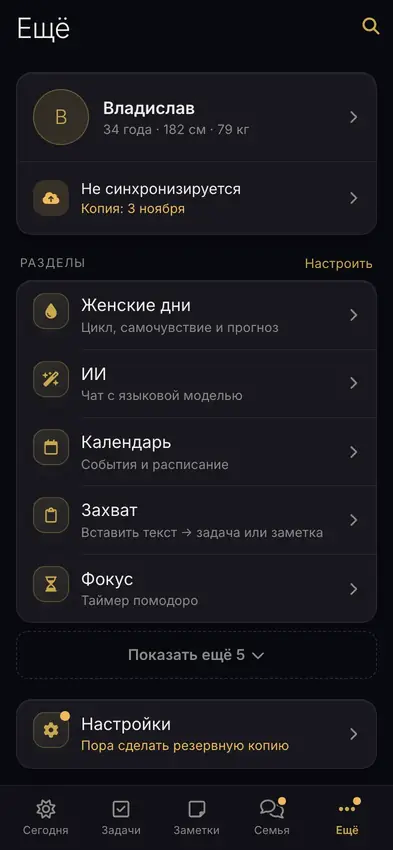 Ещё
В
Владислав
34 года · 182 см · 79 кг
Не синхронизируется
Копия: 3 ноября
РАЗДЕЛЫ
Настроить
Женские дни
Цикл, самочувствие и прогноз
ИИ
Чат с языковой моделью
Календарь
События и расписание
Захват
Вставить текст → задача или заметка
Фокус
Таймер помодоро
Показать ещё 5
Настройки
Пора сделать резервную копию
Сегодня
Задачи
Заметки
Семья
Ещё